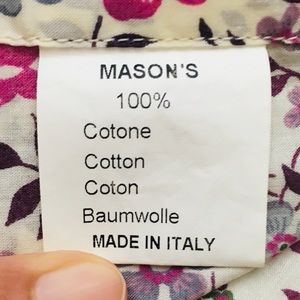 MASON'S
100%
Cotone
Cotton
Coton
Baumwolle
MADE IN ITALY